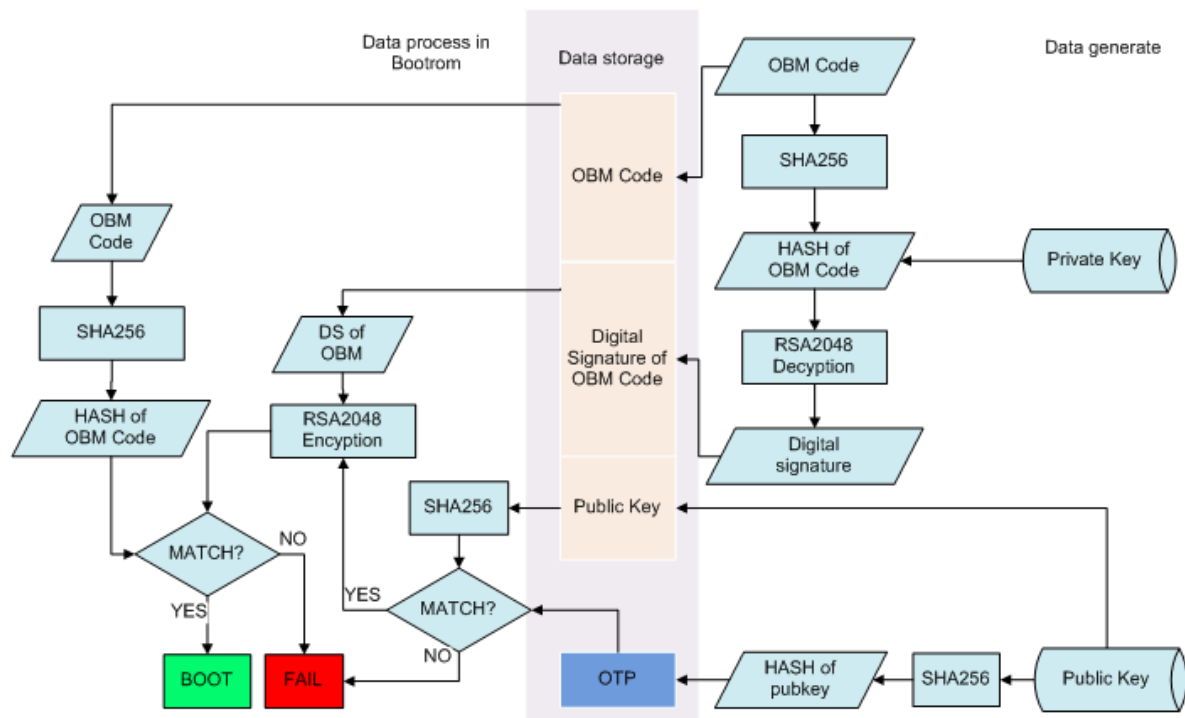 Data process in
Bootrom
Data storage
Data generate
OBM Code
SHA256
OBM Code
OBM
Code
HASH of
OBM Code
Private Key
SHA256
DS of
OBM
Digital
Signature of
OBM Code
RSA2048
Decyption
HASH of
OBM Code
RSA2048
Encyption
Digital
signature
SHA256
Public Key
MATCH?
NO
YES
MATCH?
YES
NO
BOOT
FAIL
OTP
HASH of
pubkey
SHA256
Public Key